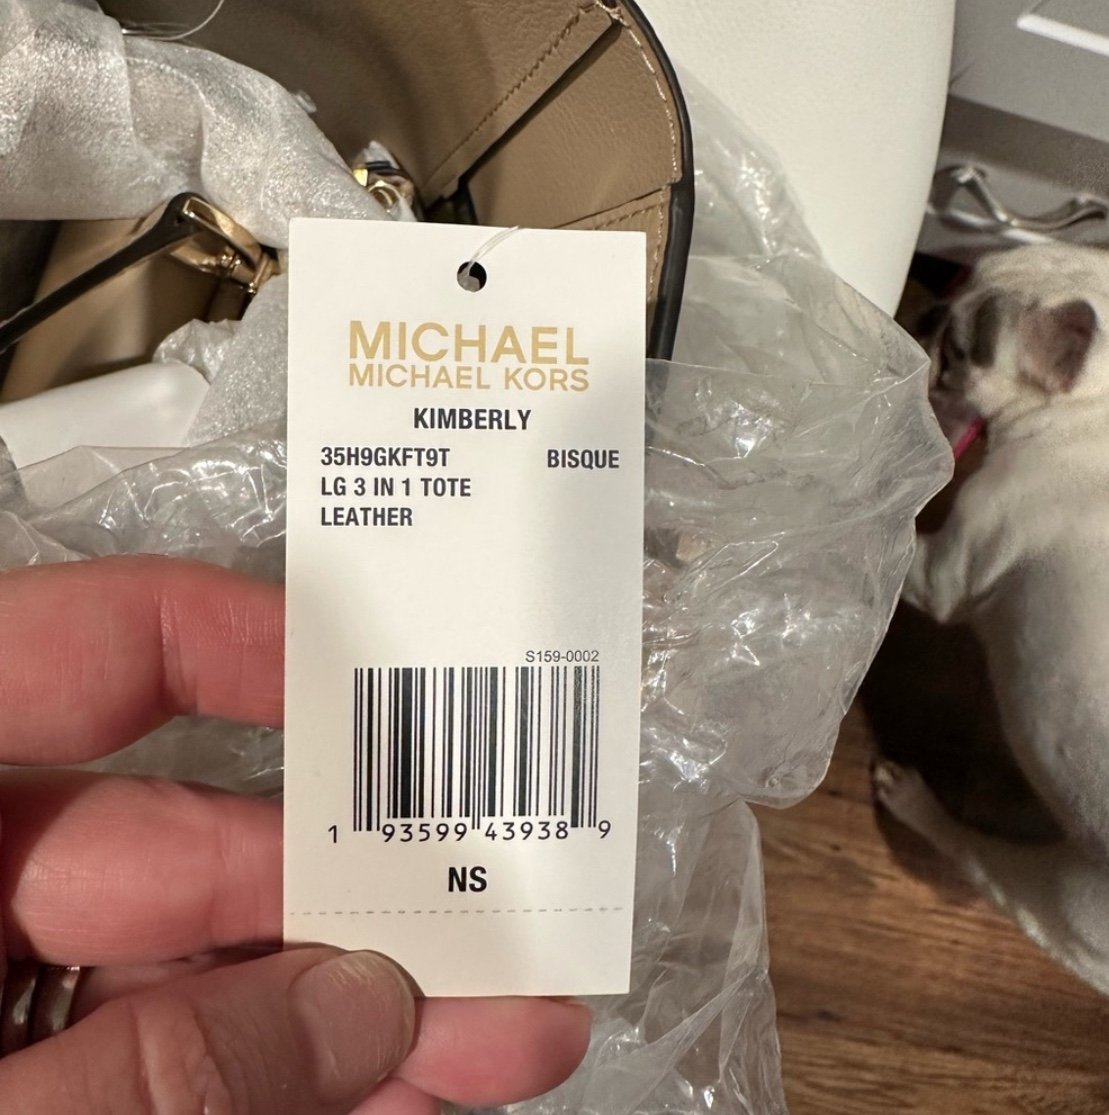 MICHAEL
MICHAEL KORS
KIMBERLY
35H9GKFT9T BISQUE
LG 3 IN 1 TOTE
LEATHER
S159-0002
1 93599 43938 9
NS